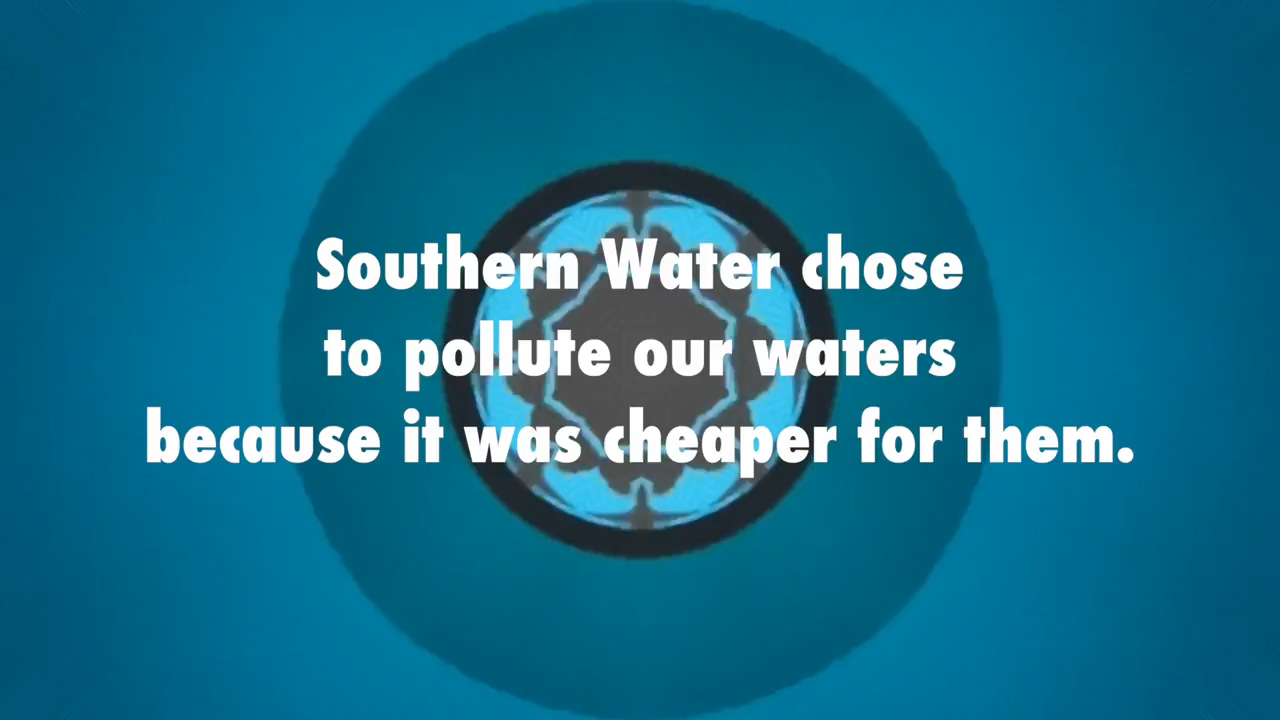 Southern Water chose
to pollute our waters
because it was cheaper for them.